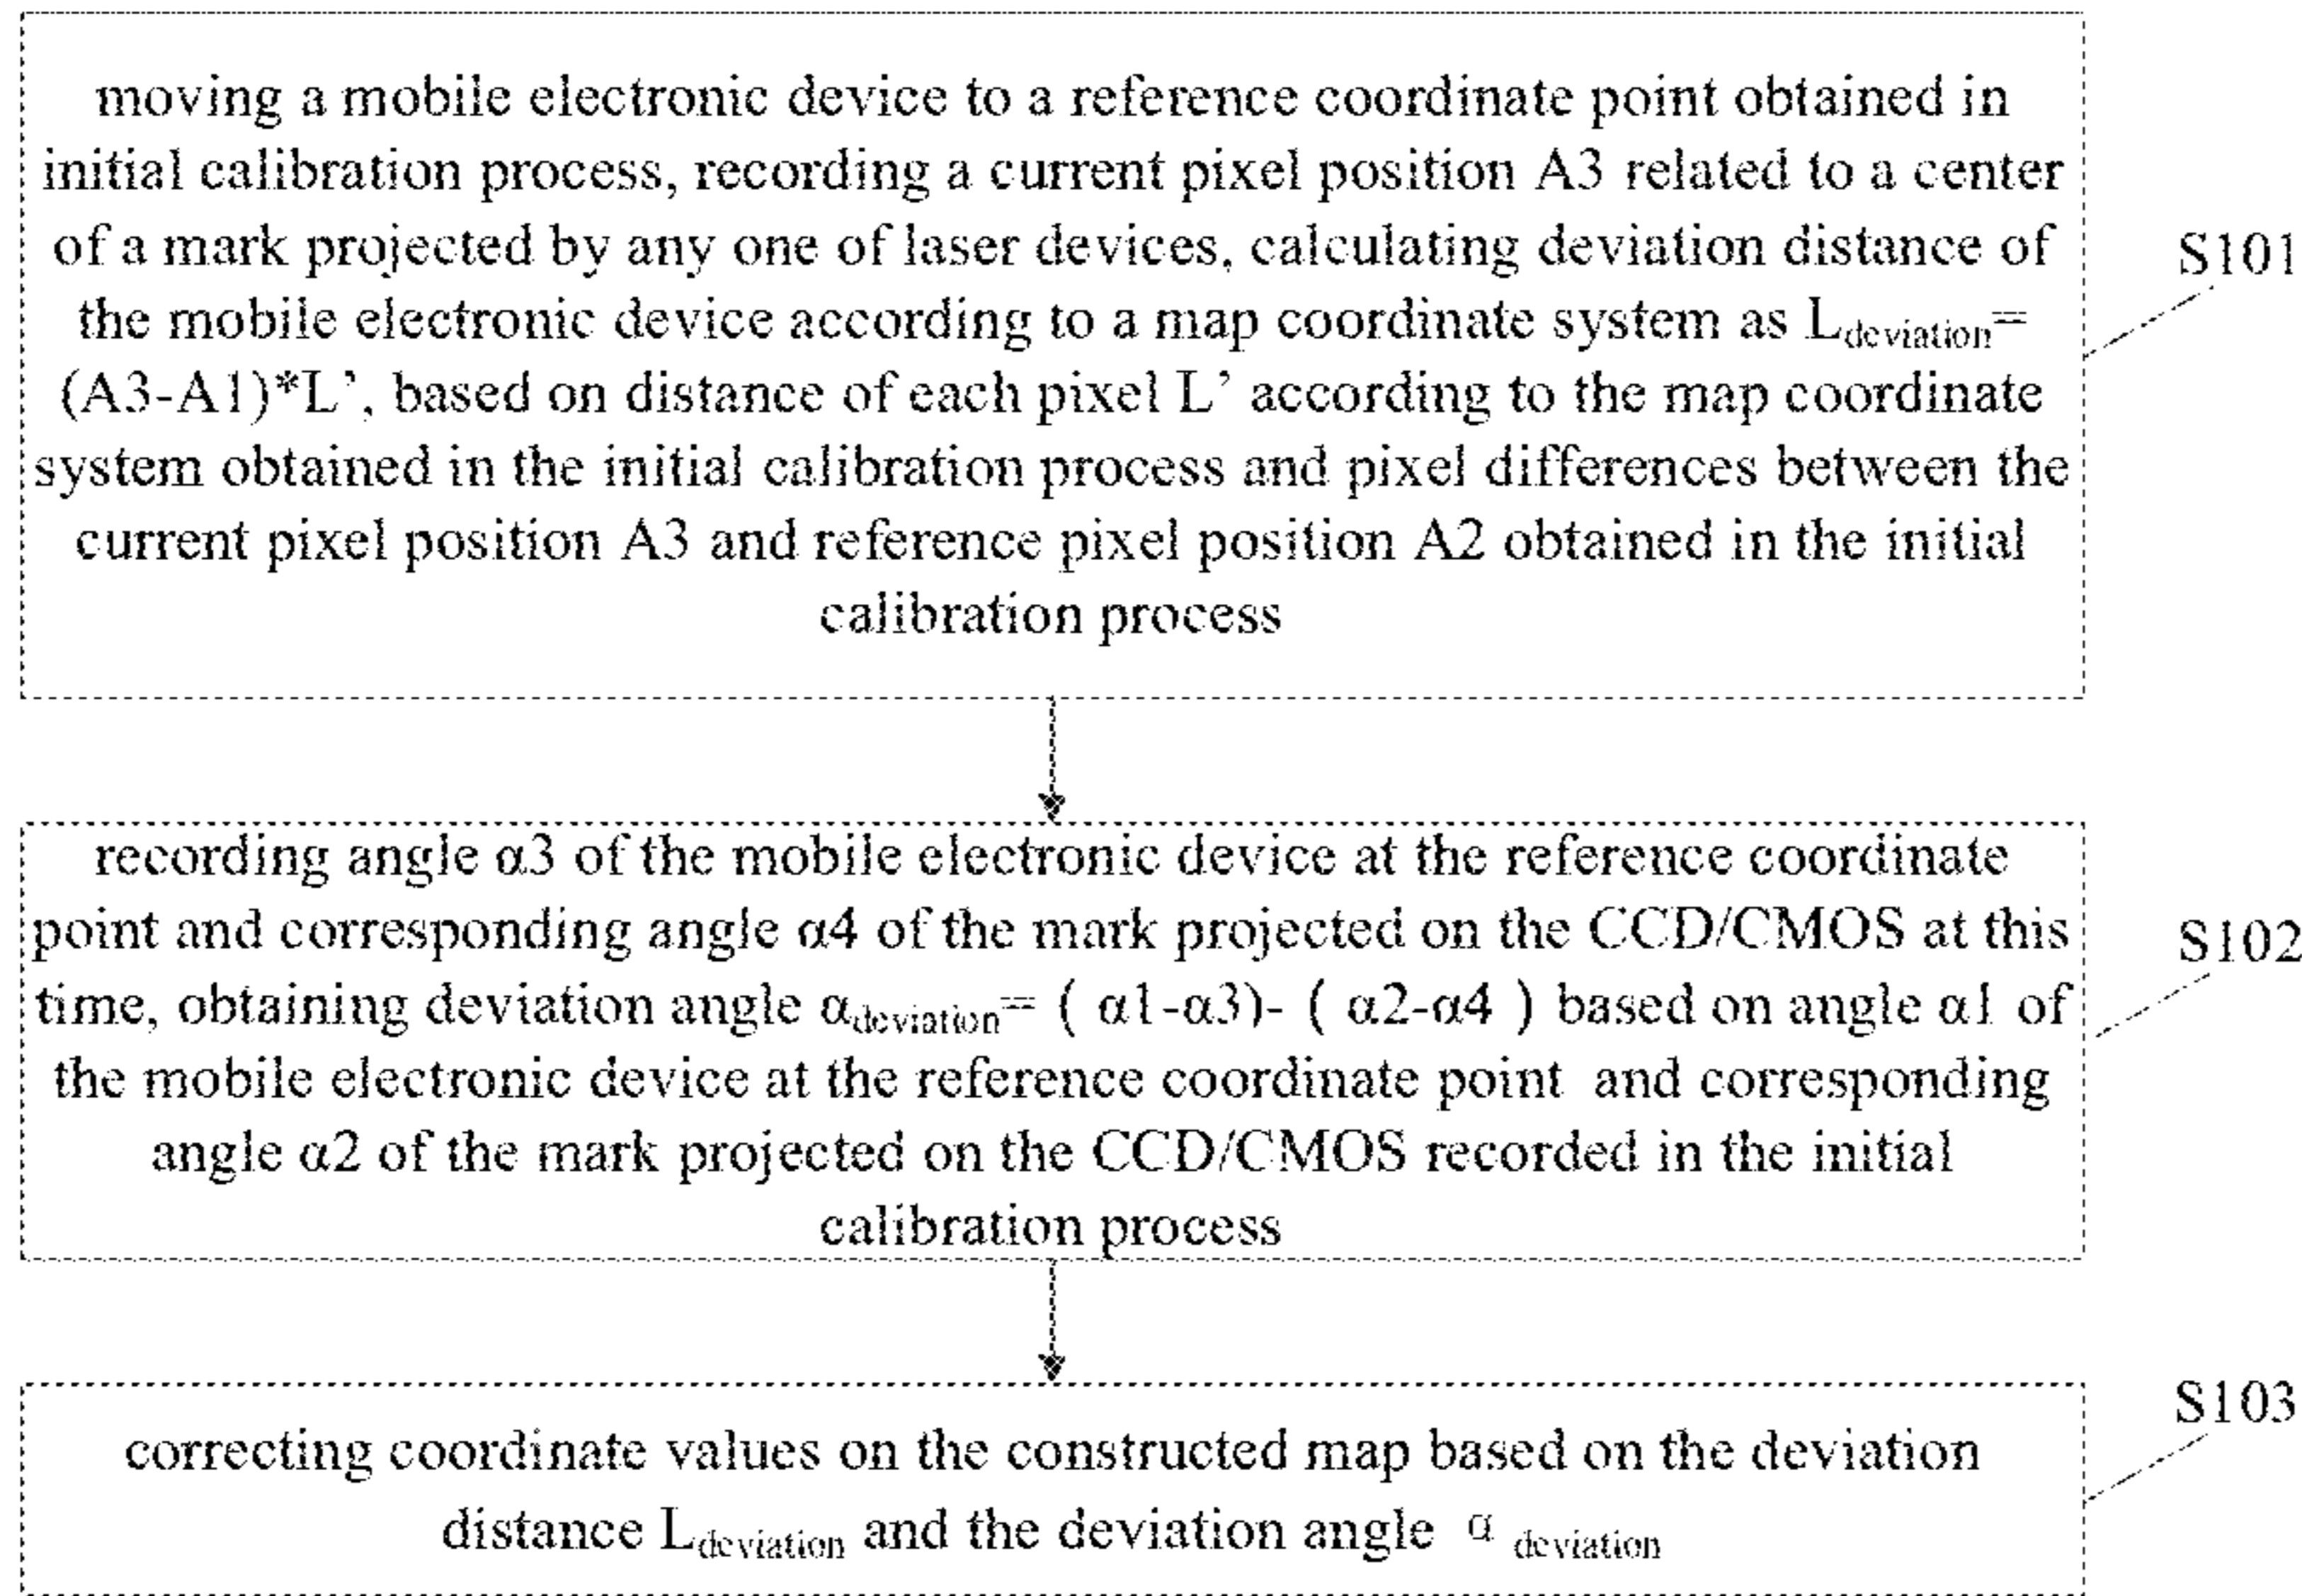 moving a mobile electronic device to a reference coordinate point obtained in
initial calibration process, recording a current pixel position A3 related to a center
of a mark projected by any one of laser devices, calculating deviation distance of
the mobile electronic device according to a map coordinate system as Ldeviation=
(A3-A1)*L’, based on distance of each pixel L’ according to the map coordinate
system obtained in the initial calibration process and pixel differences between the
current pixel position A3 and reference pixel position A2 obtained in the initial
calibration process
S101
recording angle α3 of the mobile electronic device at the reference coordinate
point and corresponding angle α4 of the mark projected on the CCD/CMOS at this
time, obtaining deviation angle αdeviation= ( α1-α3)- ( α2-α4 ) based on angle α1 of
the mobile electronic device at the reference coordinate point and corresponding
angle α2 of the mark projected on the CCD/CMOS recorded in the initial
calibration process
S102
correcting coordinate values on the constructed map based on the deviation
distance Ldeviation and the deviation angle α deviation
S103